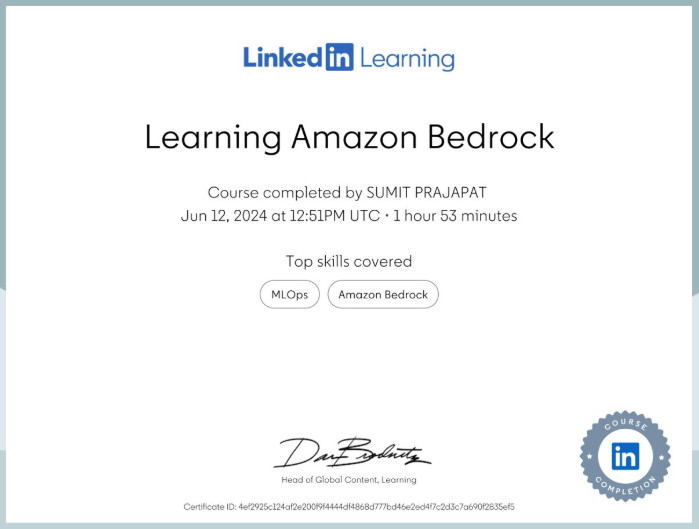 Linked in Learning
Learning Amazon Bedrock
Course completed by SUMIT PRAJAPAT
Jun 12, 2024 at 12:51PM UTC • 1 hour 53 minutes
Top skills covered
MLOps
Amazon Bedrock
Head of Global Content, Learning
COURSE
in
COMPLETION
Certificate ID: 4ef2925c124af2e200f9f4444df4868d777bd46e2ed4f7c2d3c7a690f2835ef5